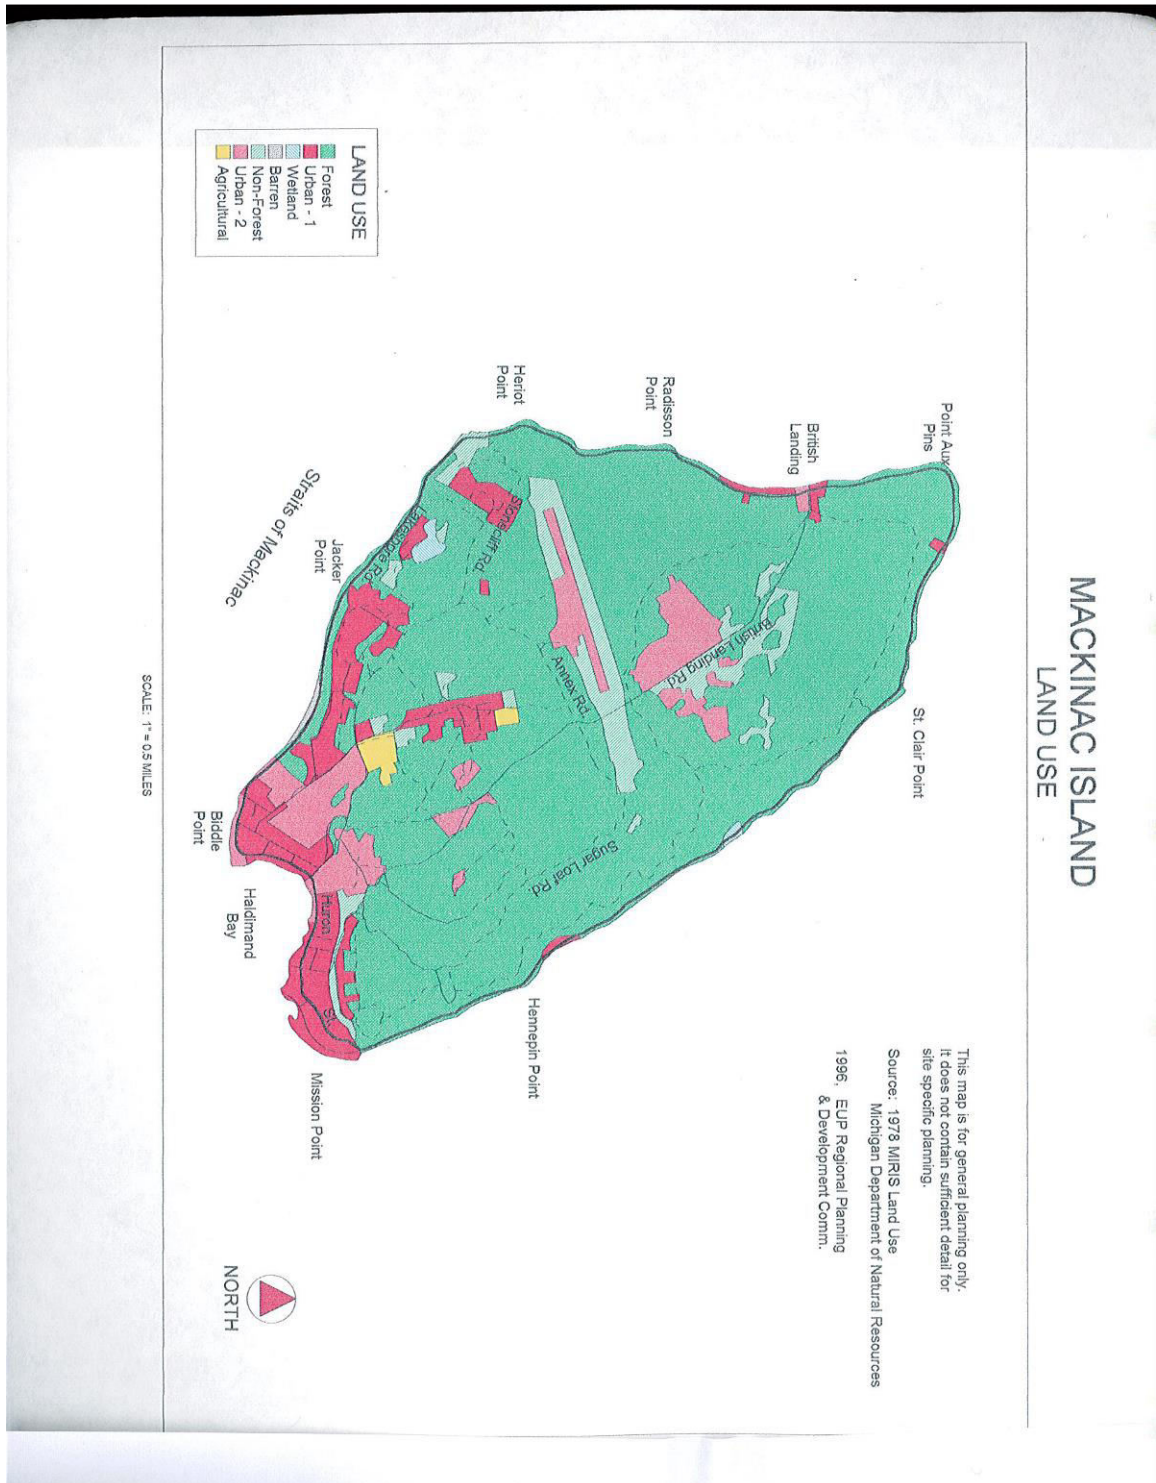 MACKINAC ISLAND
LAND USE
This map is for general planning only.
It does not contain sufficient detail for
site specific planning.
Source: 1978 MIRIS Land Use
Michigan Department of Natural Resources
1996, EUP Regional Planning
& Development Comm.
Point Aux
Pins
British
Landing
Radisson
Point
Heriot
Point
St. Clair Point
British Landing Rd.
Annex Rd.
Sugar Loaf Rd.
Stonecliff Rd.
Lakeshore Rd.
Jacker
Point
Straits of Mackinac
Hennepin Point
Huron
St.
Biddle
Point
Haldimand
Bay
Mission Point
LAND USE
Forest
Urban - 1
Wetland
Barren
Non-Forest
Urban - 2
Agricultural
NORTH
SCALE: 1" = 0.5 MILES